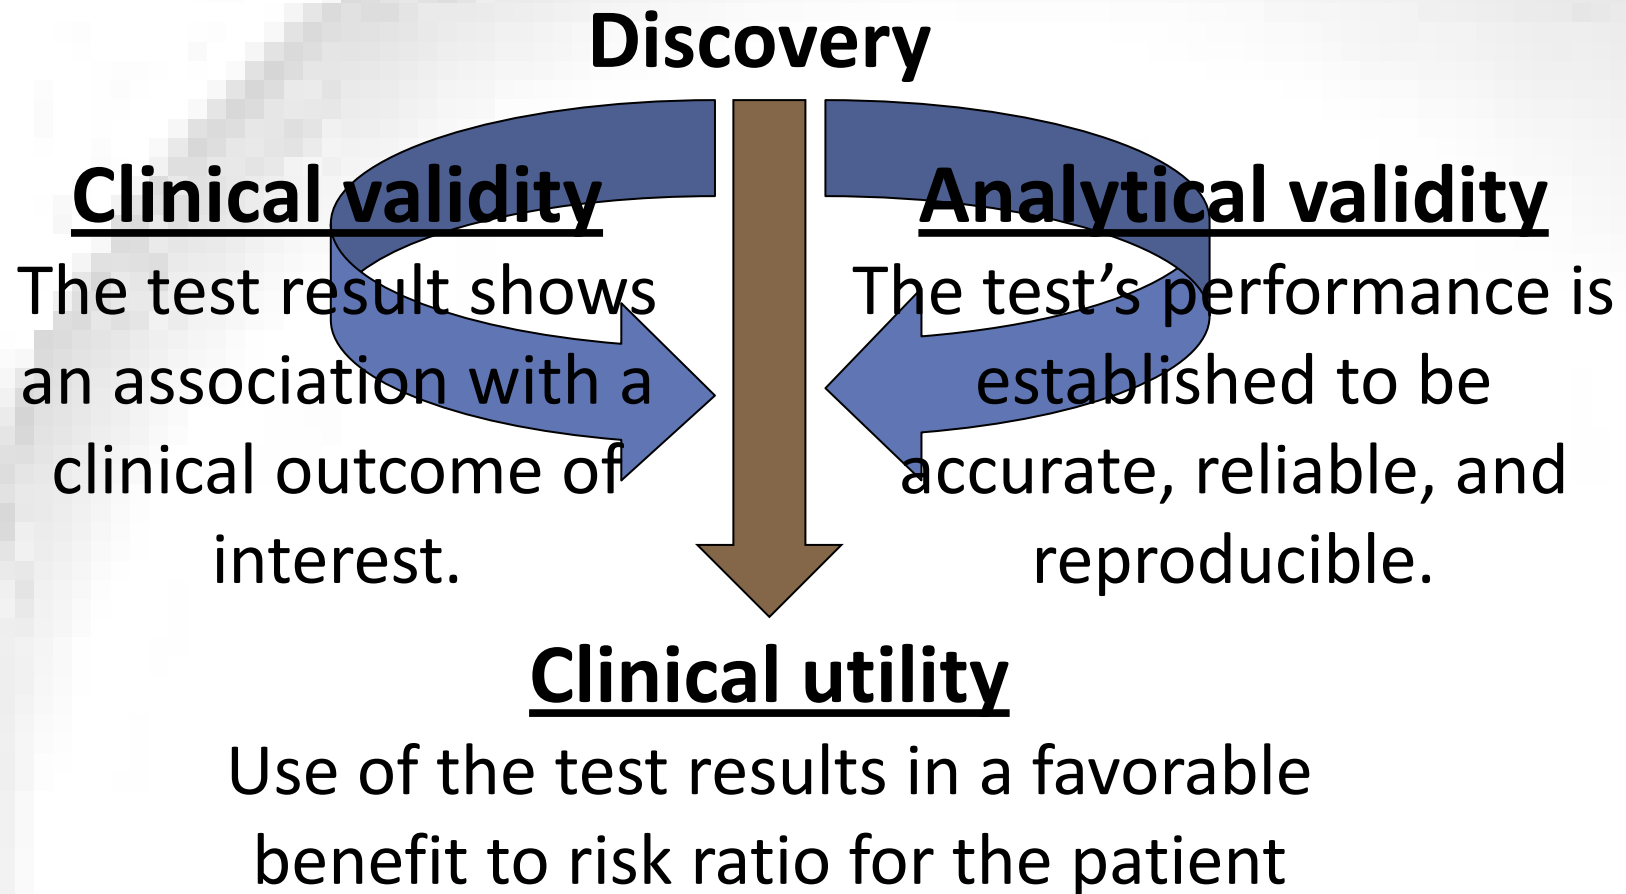 Discovery
Clinical validity
The test result shows
an association with a
clinical outcome of
interest.
Analytical validity
The test’s performance is
established to be
accurate, reliable, and
reproducible.
Clinical utility
Use of the test results in a favorable
benefit to risk ratio for the patient